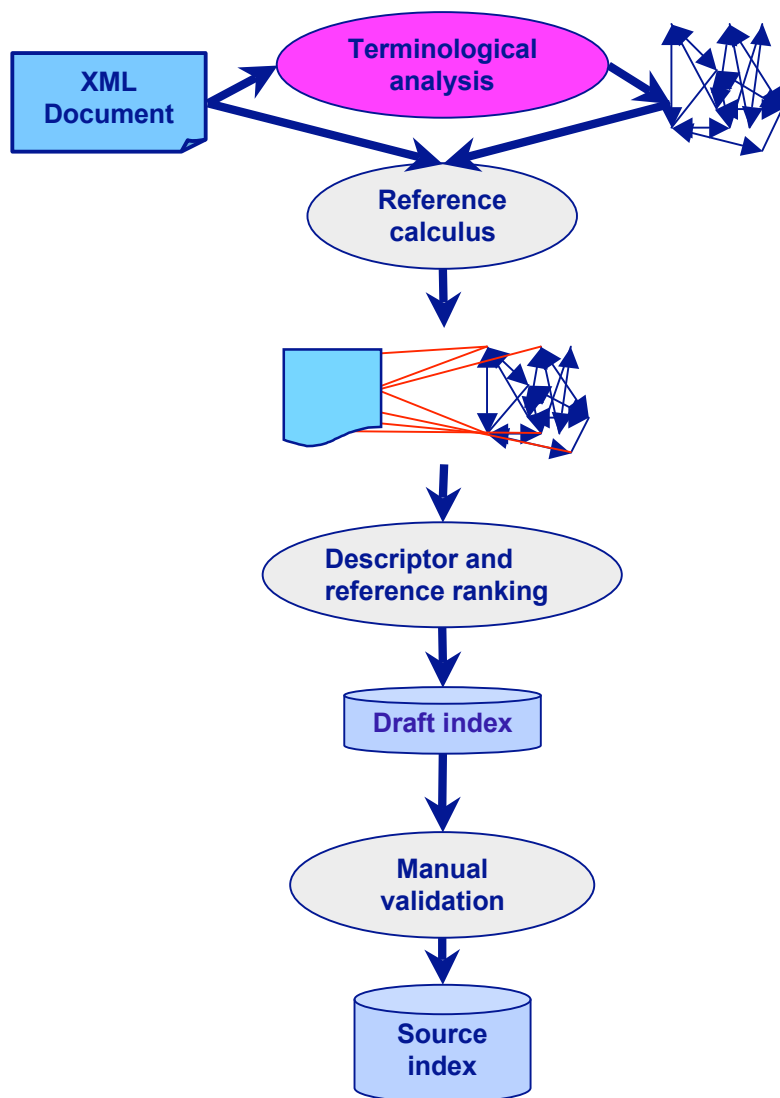 Terminological
analysis
XML
Document
Reference
calculus
Descriptor and
reference ranking
Draft index
Manual
validation
Source
index